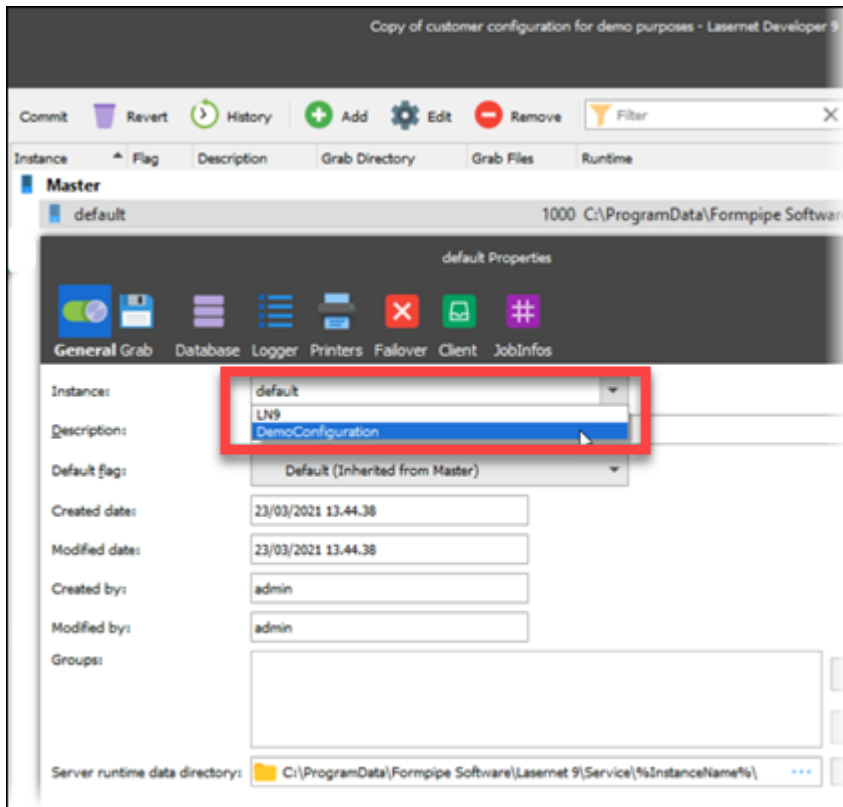 Copy of customer configuration for demo purposes - Lasernet Developer 9
Commit Revert History Add Edit Remove Filter
Instance Flag Description Grab Directory Grab Files Runtime
Master
default 1000 C:\ProgramData\Formpipe Softwar
default Properties
General Grab Database Logger Printers Failover Client JobInfos
Instance: default
LN9
Description: DemoConfiguration
Default flag: Default (Inherited from Master)
Created date: 23/03/2021 13.44.38
Modified date: 23/03/2021 13.44.38
Created by: admin
Modified by: admin
Groups:
Server runtime data directory: C:\ProgramData\Formpipe Software\Lasernet 9\Service\%InstanceName%\ ...